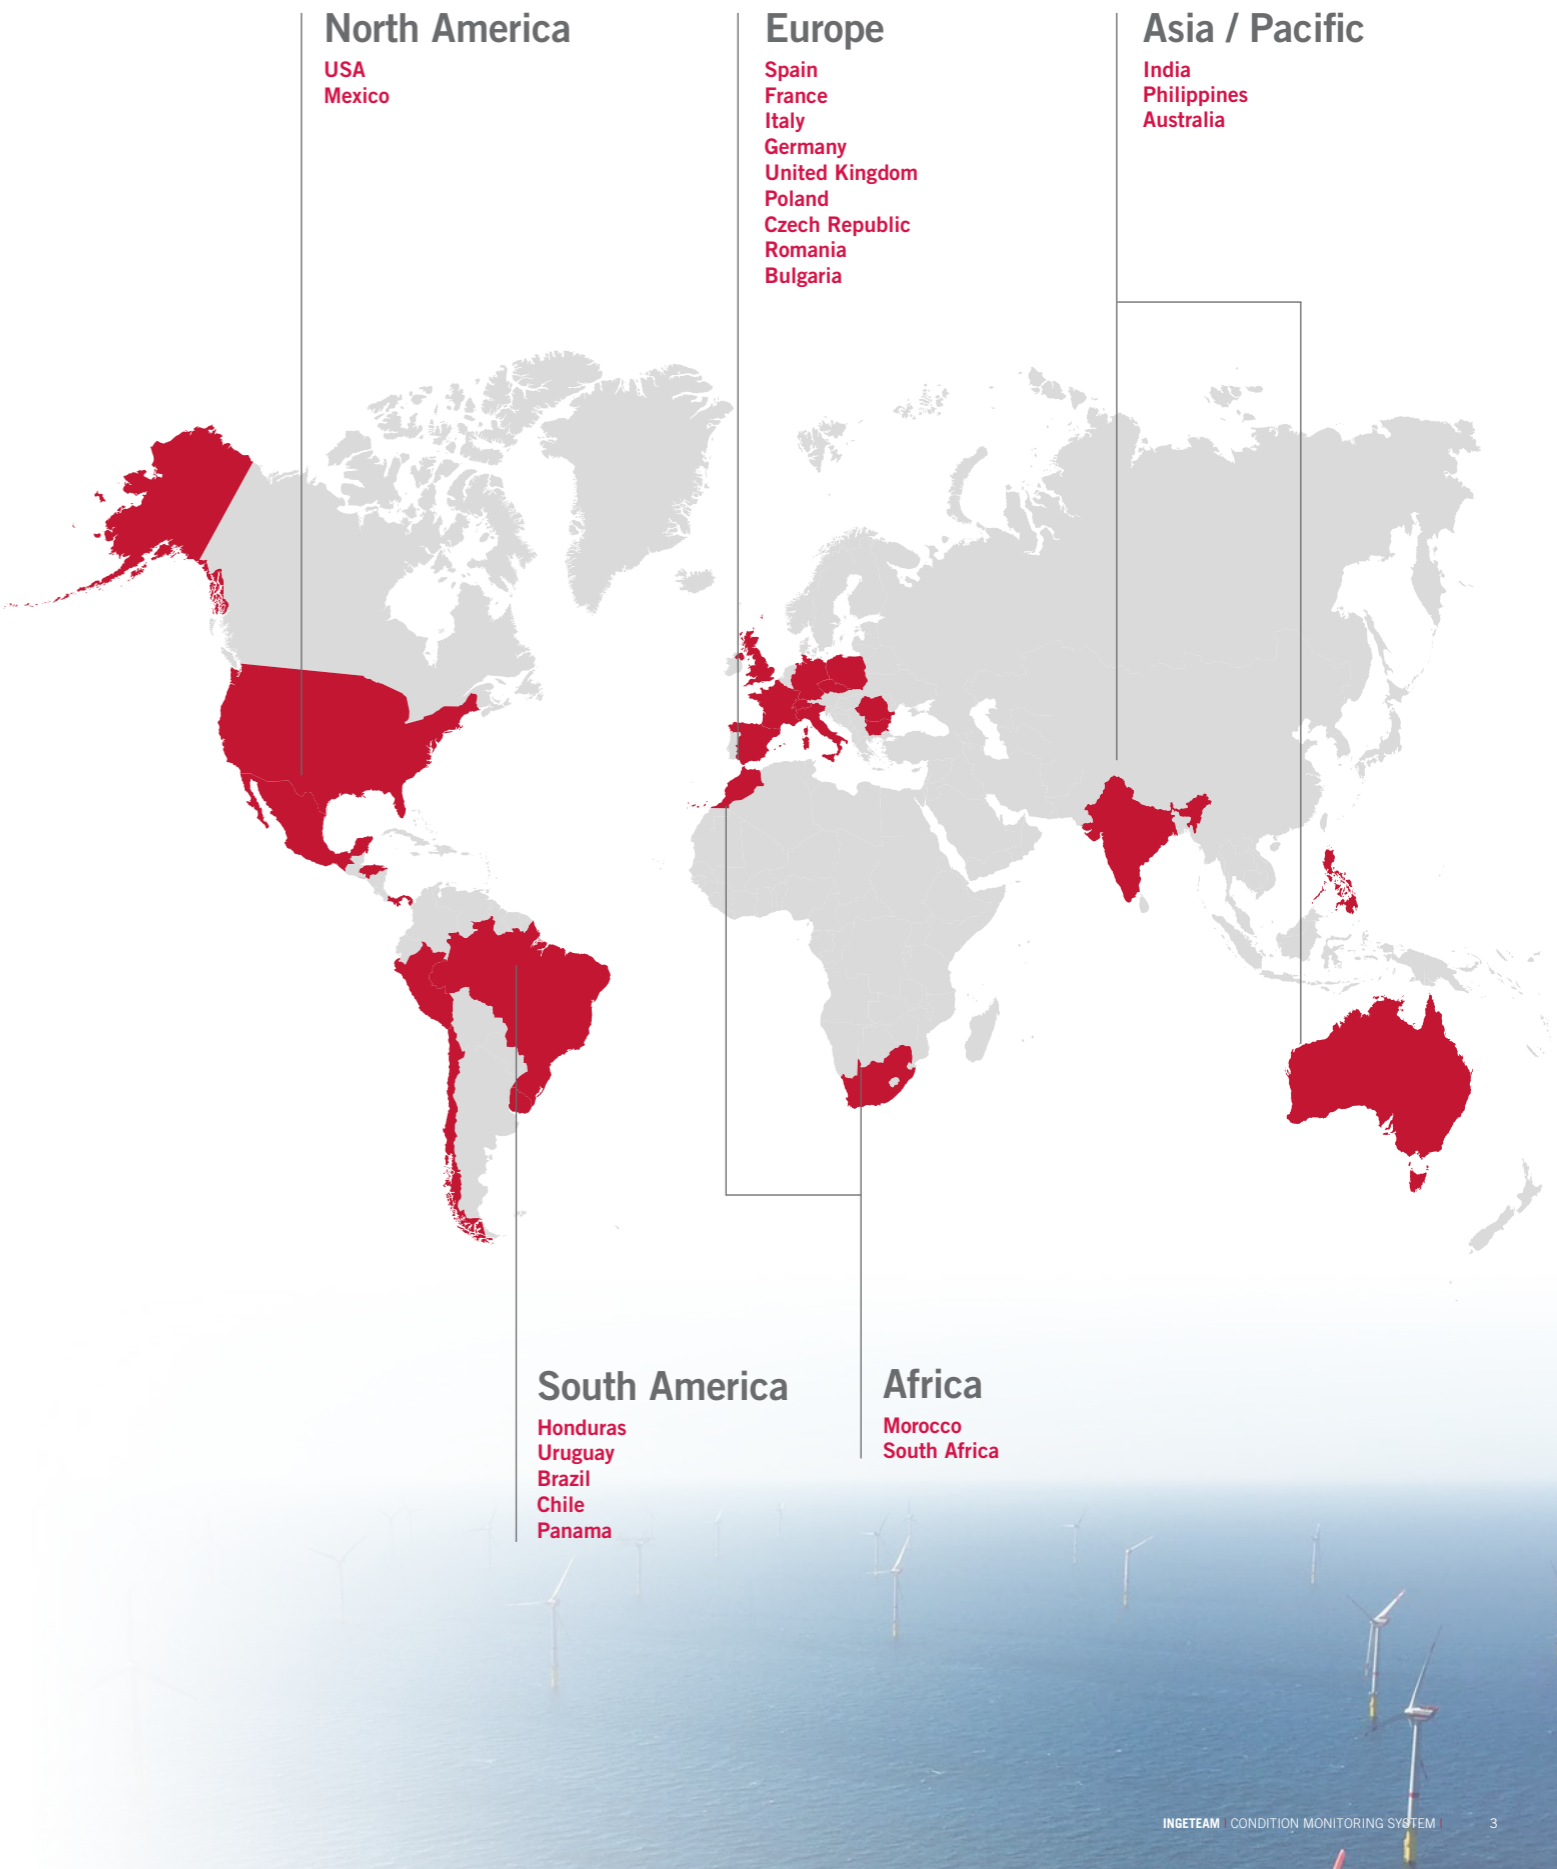 North America
USA
Mexico
Europe
Spain
France
Italy
Germany
United Kingdom
Poland
Czech Republic
Romania
Bulgaria
Asia / Pacific
India
Philippines
Australia
South America
Honduras
Uruguay
Brazil
Chile
Panama
Africa
Morocco
South Africa
INGETEAM | CONDITION MONITORING SYSTEM | 3